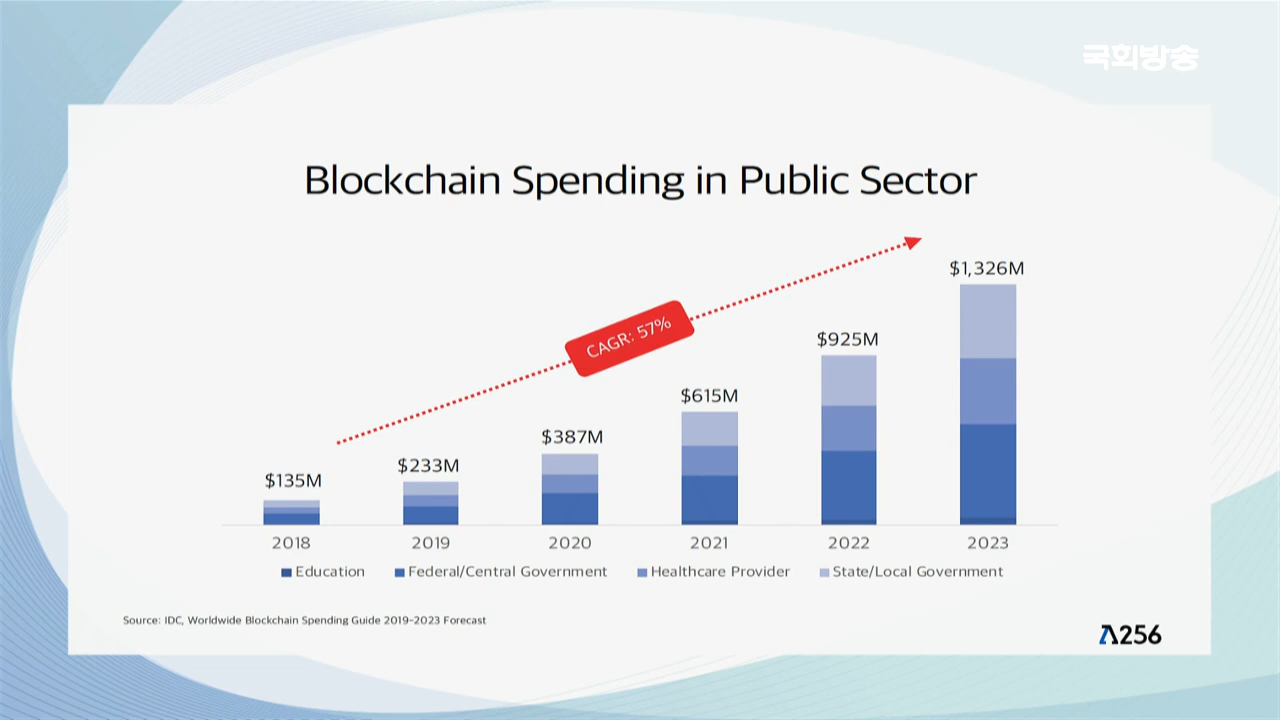 국회방송
Blockchain Spending in Public Sector
$1,326M
CAGR: 57%
$925M
$615M
$387M
$233M
$135M
2018 2019 2020 2021 2022 2023
Education Federal/Central Government Healthcare Provider State/Local Government
Source: IDC, Worldwide Blockchain Spending Guide 2019-2023 Forecast
λ256